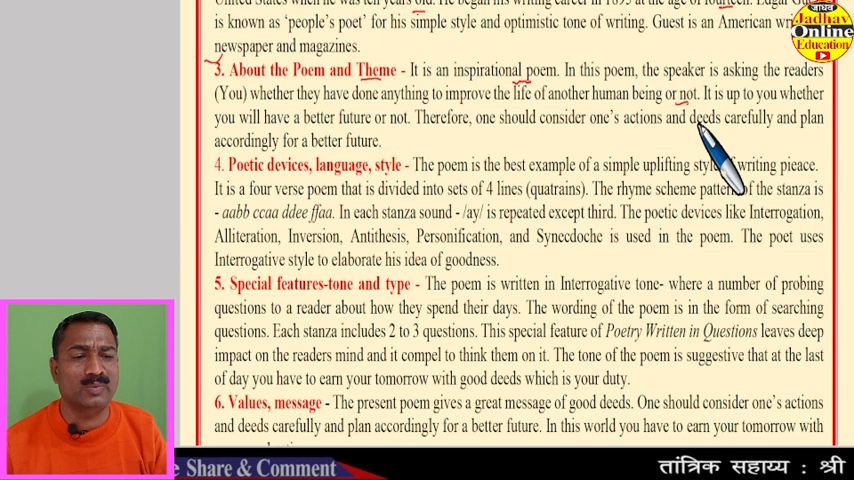 United States when he was ten years old. He began his writing career in 1895 at the age of fourteen. Edgar Guest
is known as 'people's poet' for his simple style and optimistic tone of writing. Guest is an American
newspaper and magazines.
3. About the Poem and Theme - It is an inspirational poem. In this poem, the speaker is asking the readers
(You) whether they have done anything to improve the life of another human being or not. It is up to you whether
you will have a better future or not. Therefore, one should consider one's actions and deeds carefully and plan
accordingly for a better future.
4. Poetic devices, language, style - The poem is the best example of a simple uplifting style of writing pieace.
It is a four verse poem that is divided into sets of 4 lines (quatrains). The rhyme scheme pattern of the stanza is
- aabb ccaa ddee ffaa. In each stanza sound - /ay/ is repeated except third. The poetic devices like Interrogation,
Alliteration, Inversion, Antithesis, Personification, and Synecdoche is used in the poem. The poet uses
Interrogative style to elaborate his idea of goodness.
5. Special features-tone and type - The poem is written in Interrogative tone- where a number of probing
questions to a reader about how they spend their days. The wording of the poem is in the form of searching
questions. Each stanza includes 2 to 3 questions. This special feature of Poetry Written in Questions leaves deep
impact on the readers mind and it compel to think them on it. The tone of the poem is suggestive that at the last
of day you have to earn your tomorrow with good deeds which is your duty.
6. Values, message - The present poem gives a great message of good deeds. One should consider one's actions
and deeds carefully and plan accordingly for a better future. In this world you have to earn your tomorrow with
जाधव
Jadhav
Online
Education
Share & Comment
तांत्रिक सहाय्य : श्री